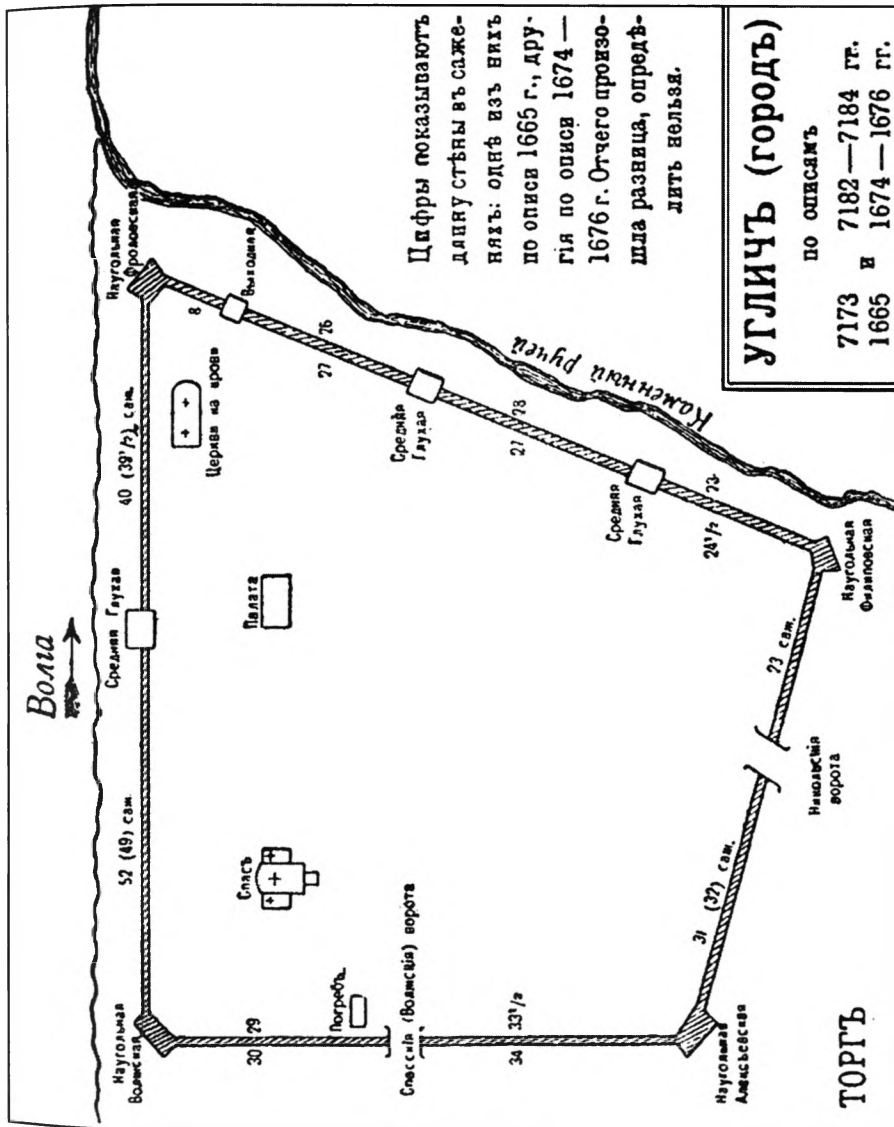 Волга
52 (49) саж.
Средняя Глухая
40 (39¹/₂) саж.
Наугольная
Волжская
Наугольная
Фроловская
8
Выходная
29
30
Погребъ
Спасъ
Палата
Церковь на крови
26
27
Средняя
Глухая
Спасскія (Волжскія) ворота
28
27
Каменный ручей
Средняя
Глухая
33¹/₂
34
23
24¹/₂
Наугольная
Алексѣевская
31 (32) саж.
Никольскія
ворота
23 саж.
Наугольная
Филиповская
ТОРГЪ
Цифры показываютъ
длину стѣны въ саже-
няхъ: однѣ изъ нихъ
по описи 1665 г., дру-
гія по описи 1674 —
1676 г. Отчего произо-
шла разница, опредѣ-
лить нельзя.
УГЛИЧЪ (городъ)
по описямъ
7173 и 7182—7184 гг.
1665 1674—1676 гг.